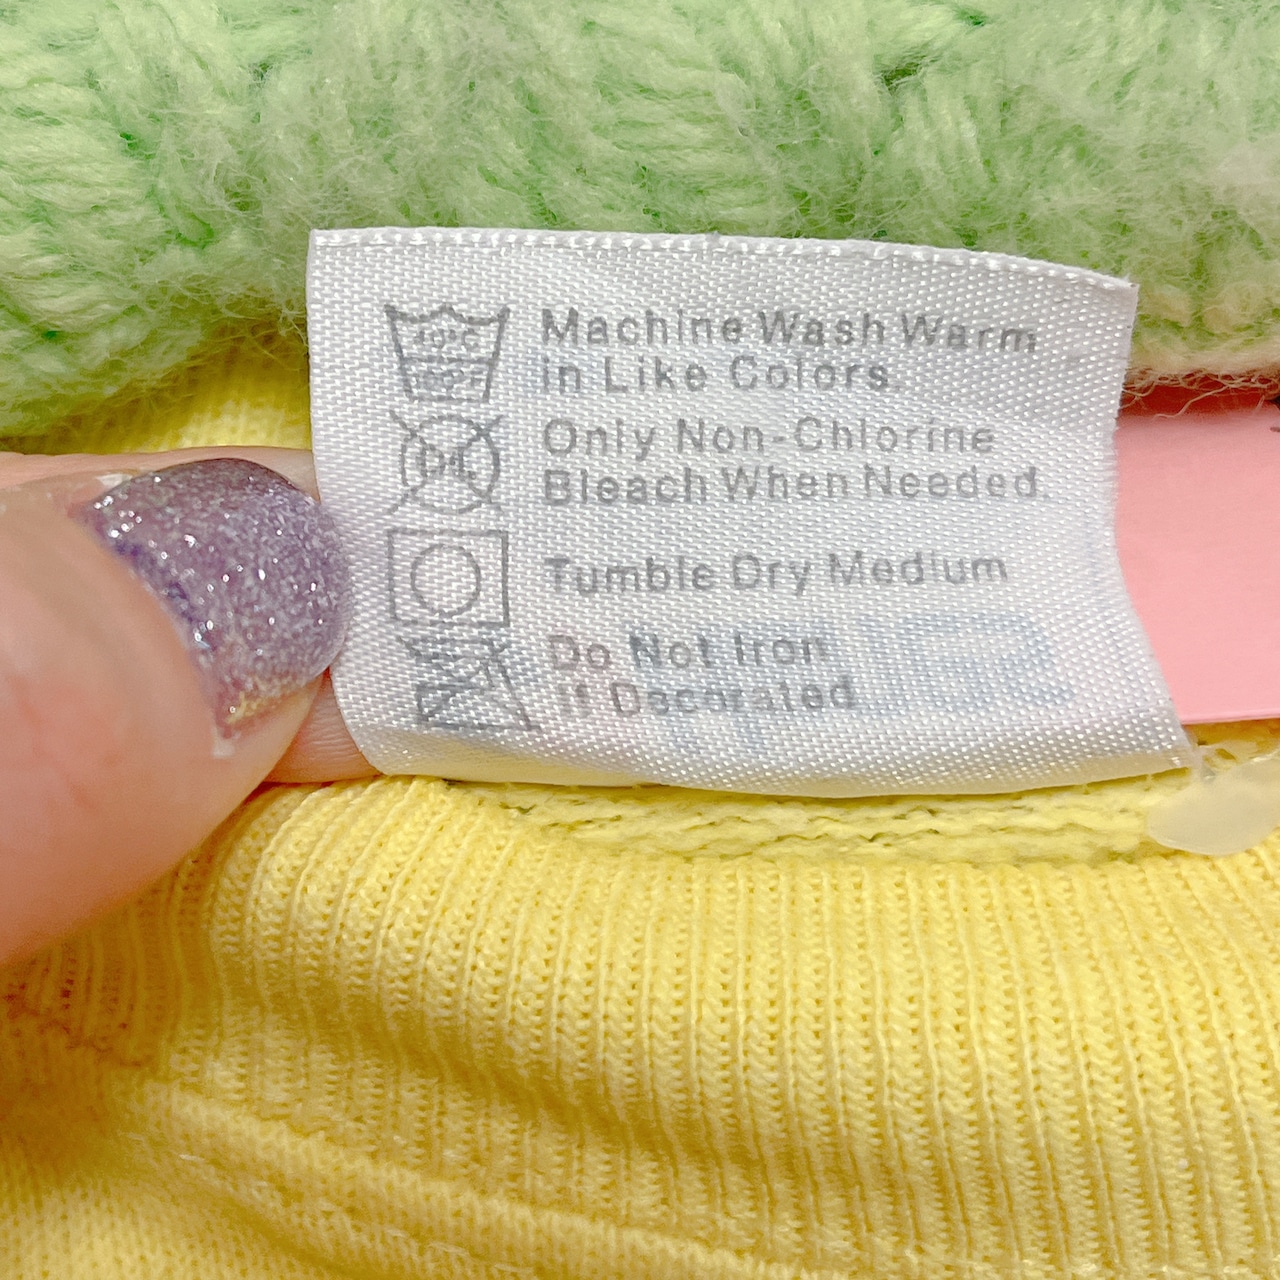 40°C
Machine Wash Warm
in Like Colors
Only Non-Chlorine
Bleach When Needed.
Tumble Dry Medium
Do Not Iron
If Decorated